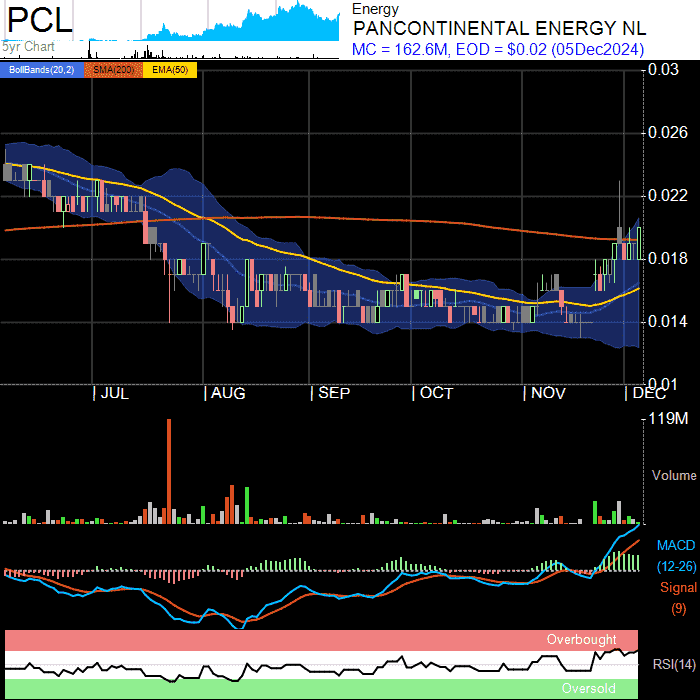 PCL
5yr Chart
Energy
PANCONTINENTAL ENERGY NL
MC = 162.6M, EOD = $0.02 (05Dec2024)
BollBands(20,2) SMA(200) EMA(50)
0.03
0.026
0.022
0.018
0.014
0.01
JUL AUG SEP OCT NOV DEC
119M
Volume
MACD
(12-26)
Signal
(9)
Overbought
RSI(14)
Oversold